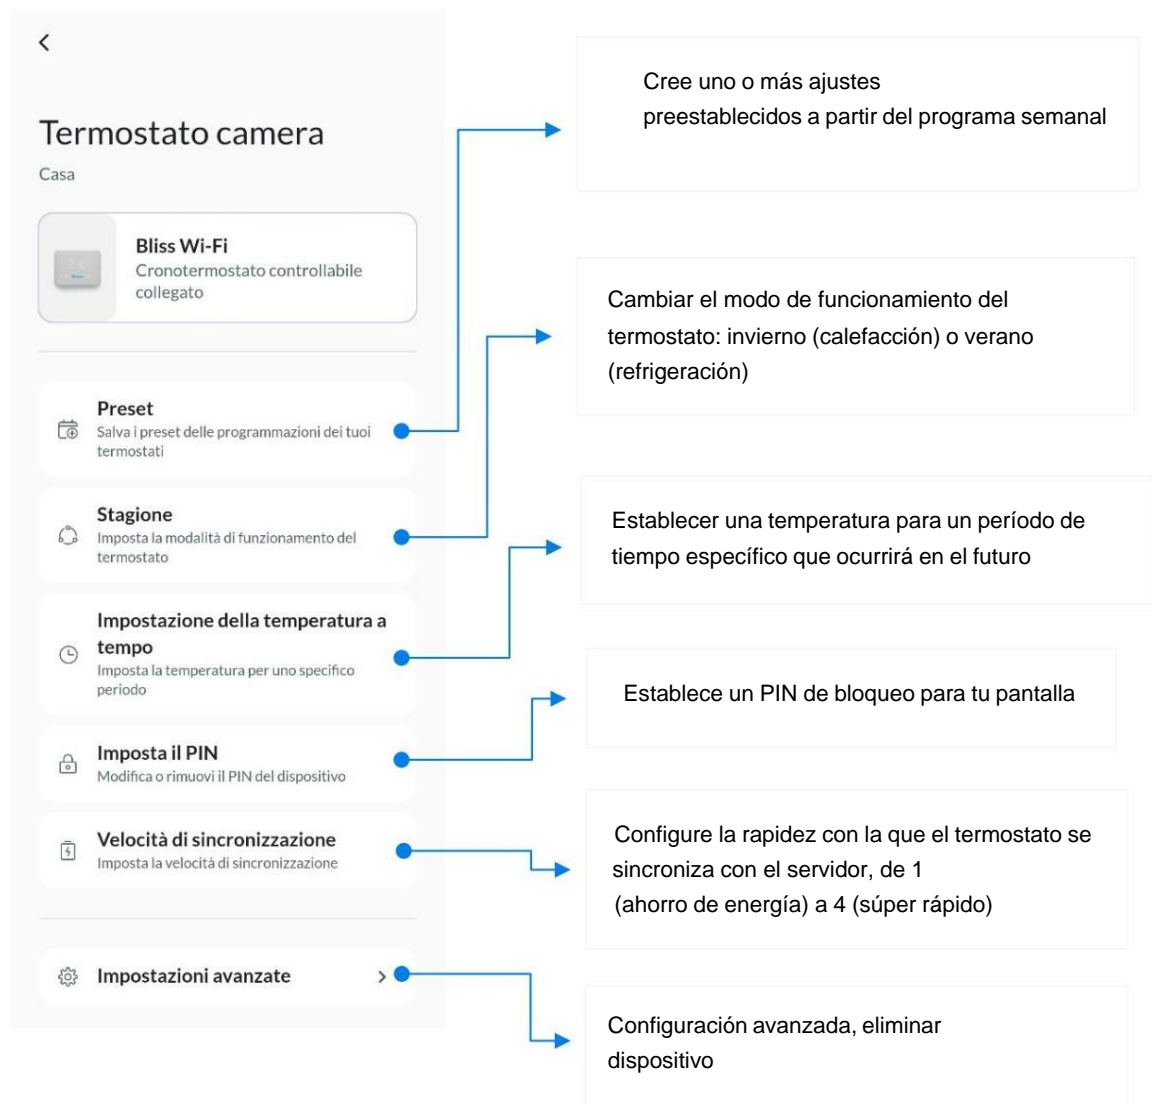 Termostato camera
Casa
Bliss Wi-Fi
Cronotermostato controllabile
collegato
Preset
Salva i preset delle programmazioni dei tuoi
termostati
Stagione
Imposta la modalità di funzionamento del
termostato
Impostazione della temperatura a
tempo
Imposta la temperatura per uno specifico
periodo
Imposta il PIN
Modifica o rimuovi il PIN del dispositivo
Velocità di sincronizzazione
Imposta la velocità di sincronizzazione
Impostazioni avanzate
Cree uno o más ajustes
preestablecidos a partir del programa semanal
Cambiar el modo de funcionamiento del
termostato: invierno (calefacción) o verano
(refrigeración)
Establecer una temperatura para un período de
tiempo específico que ocurrirá en el futuro
Establece un PIN de bloqueo para tu pantalla
Configure la rapidez con la que el termostato se
sincroniza con el servidor, de 1
(ahorro de energía) a 4 (súper rápido)
Configuración avanzada, eliminar
dispositivo